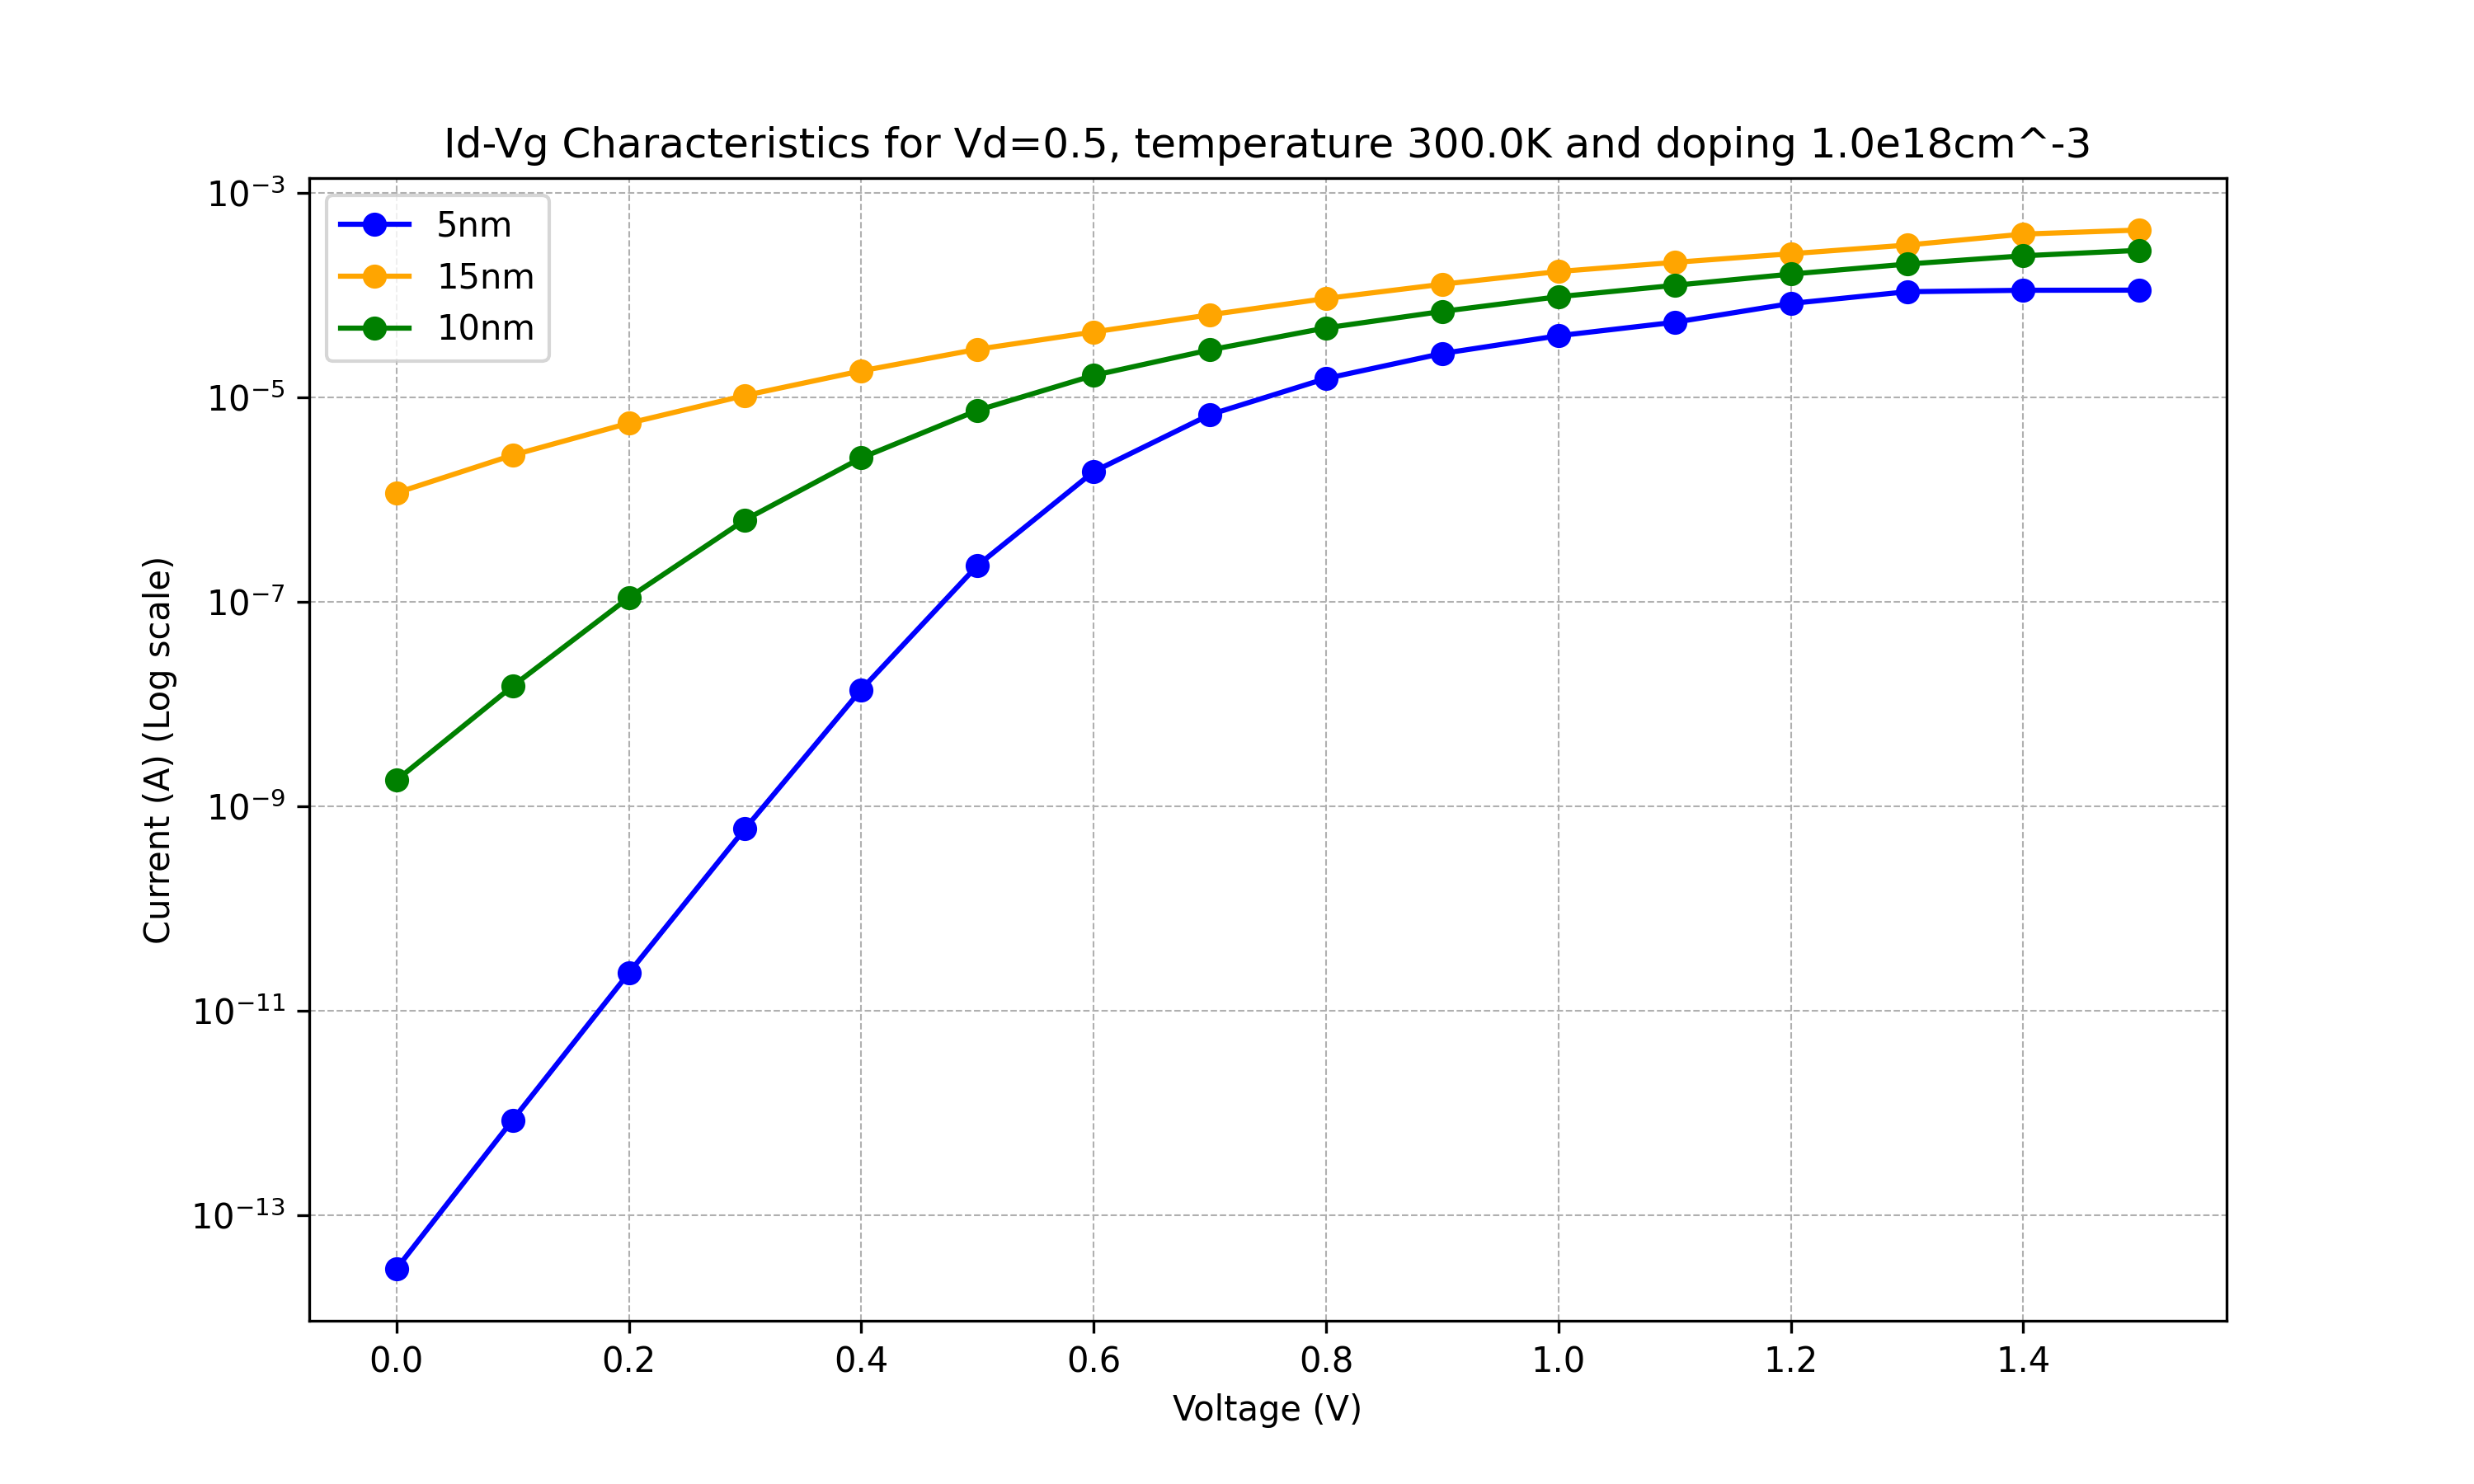 Id-Vg Characteristics for Vd=0.5, temperature 300.0K and doping 1.0e18cm^-3
5nm
15nm
10nm
10⁻³
10⁻⁵
10⁻⁷
10⁻⁹
10⁻¹¹
10⁻¹³
Current (A) (Log scale)
0.0 0.2 0.4 0.6 0.8 1.0 1.2 1.4
Voltage (V)